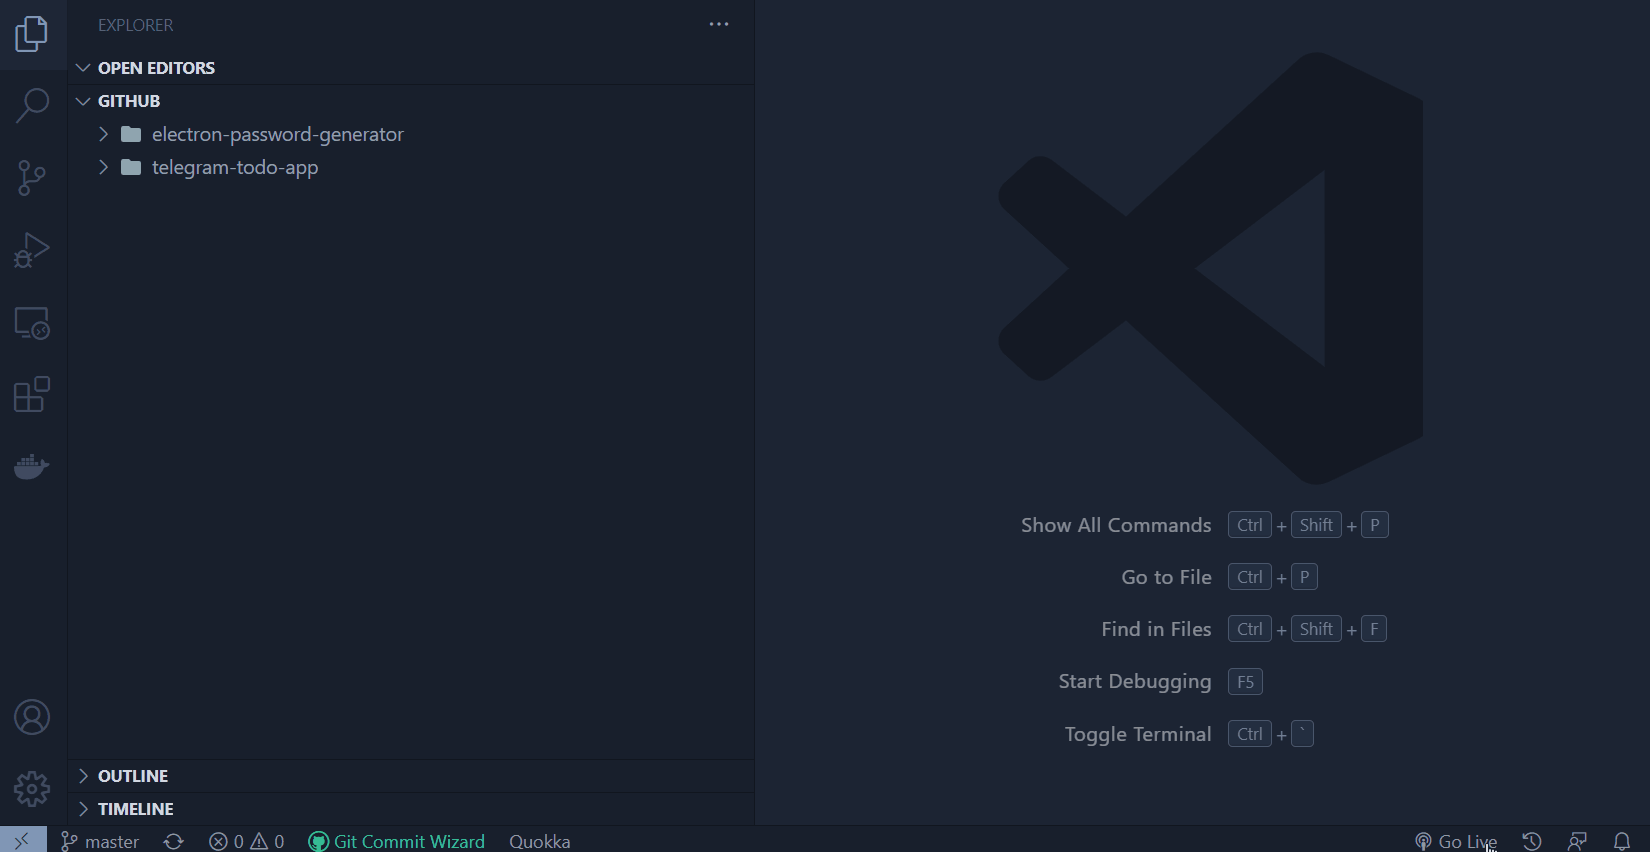 EXPLORER
OPEN EDITORS
GITHUB
electron-password-generator
telegram-todo-app
Show All Commands Ctrl + Shift + P
Go to File Ctrl + P
Find in Files Ctrl + Shift + F
Start Debugging F5
Toggle Terminal Ctrl + `
OUTLINE
TIMELINE
master 0 0 Git Commit Wizard Quokka Go Live